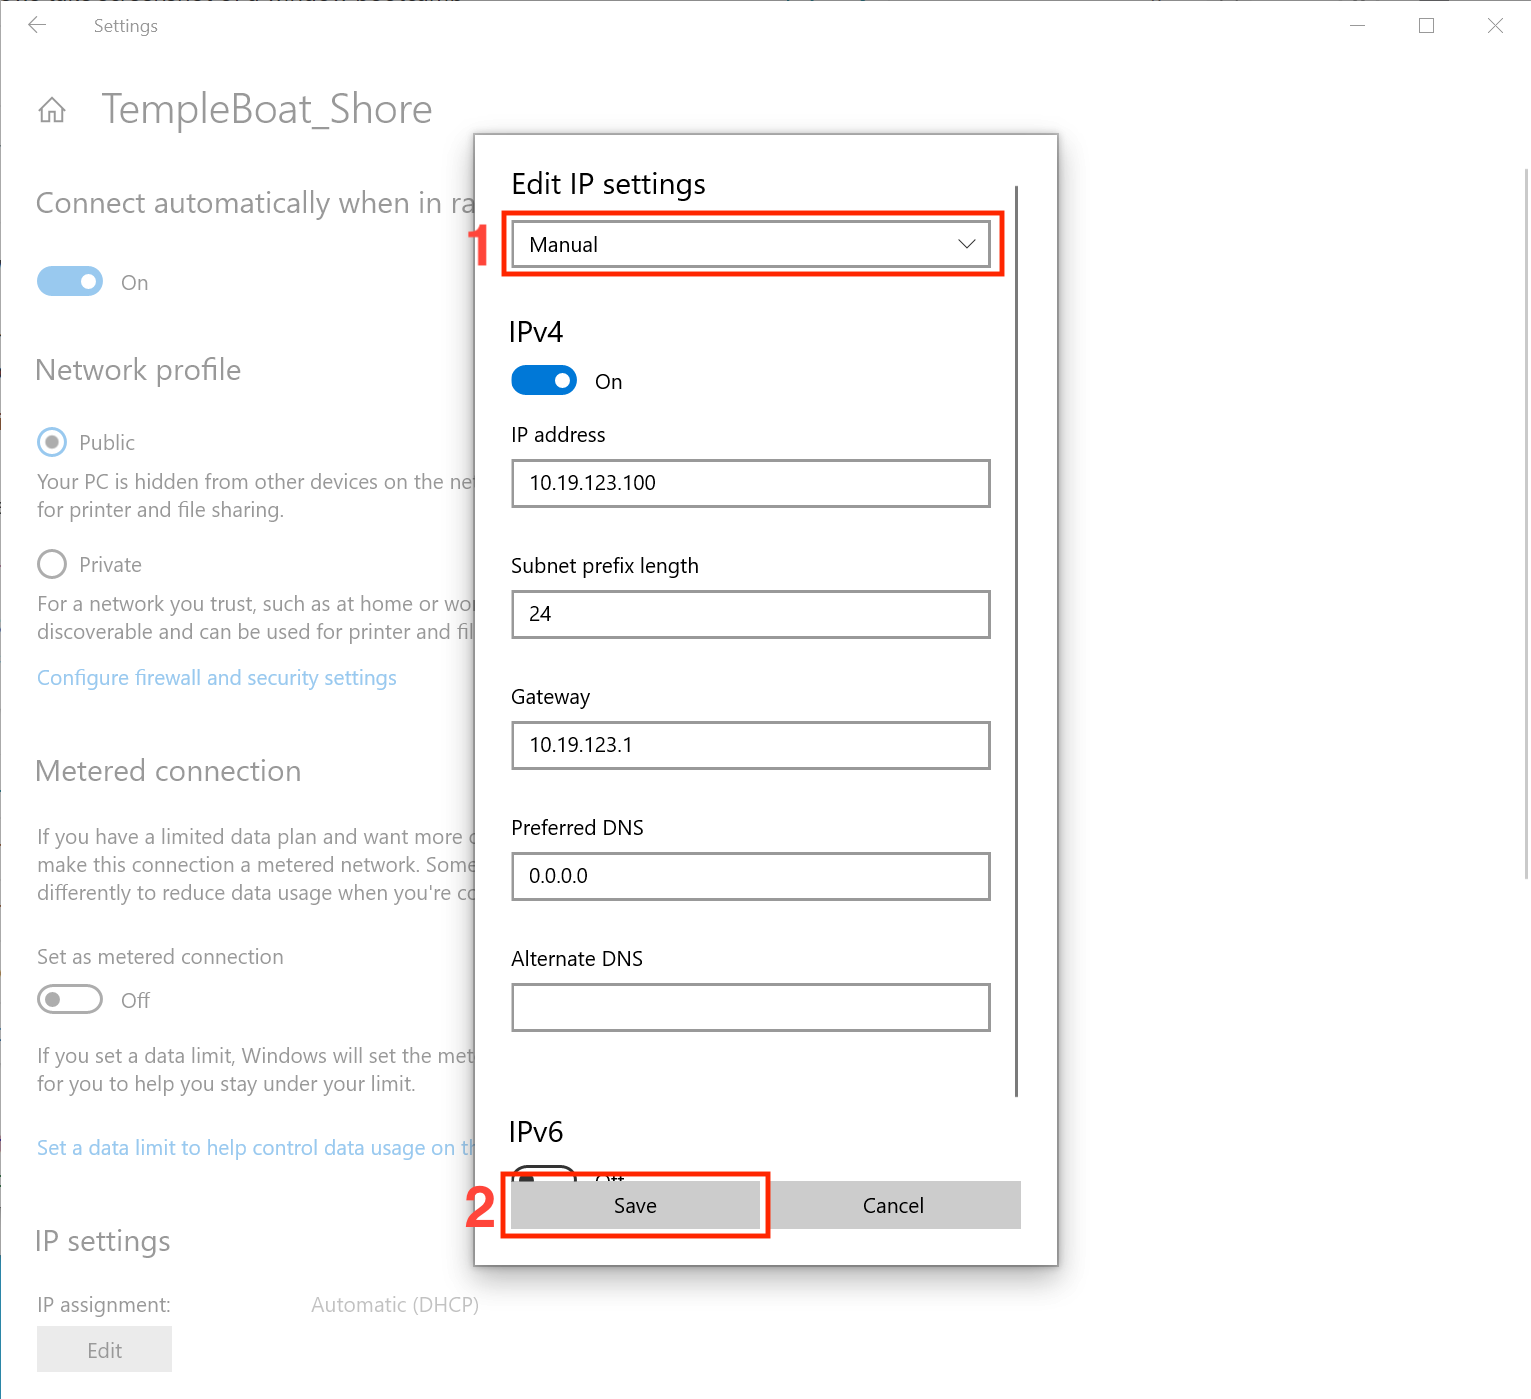 Settings
TempleBoat_Shore
Connect automatically when in ra
On
Network profile
Public
Your PC is hidden from other devices on the net
for printer and file sharing.
Private
For a network you trust, such as at home or wor
discoverable and can be used for printer and fil
Configure firewall and security settings
Metered connection
If you have a limited data plan and want more c
make this connection a metered network. Some
differently to reduce data usage when you're co
Set as metered connection
Off
If you set a data limit, Windows will set the met
for you to help you stay under your limit.
Set a data limit to help control data usage on th
IP settings
IP assignment:
Automatic (DHCP)
Edit
Edit IP settings
1
Manual
IPv4
On
IP address
10.19.123.100
Subnet prefix length
24
Gateway
10.19.123.1
Preferred DNS
0.0.0.0
Alternate DNS
IPv6
Off
2
Save
Cancel